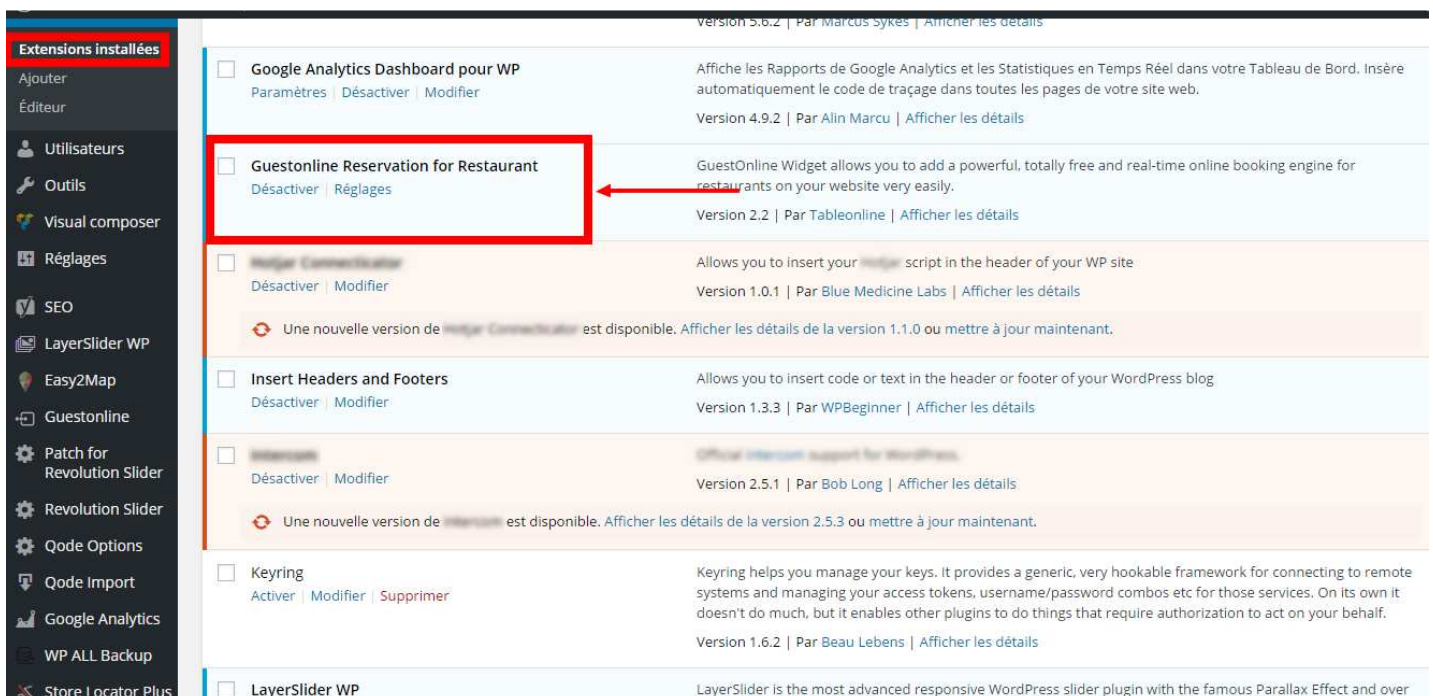 Version 5.6.2 | Par Marcus Sykes | Afficher les détails
Extensions installées
Ajouter
Éditeur
Utilisateurs
Outils
Visual composer
Réglages
SEO
LayerSlider WP
Easy2Map
Guestonline
Patch for
Revolution Slider
Revolution Slider
Qode Options
Qode Import
Google Analytics
WP ALL Backup
Store Locator Plus
Google Analytics Dashboard pour WP
Paramètres | Désactiver | Modifier
Affiche les Rapports de Google Analytics et les Statistiques en Temps Réel dans votre Tableau de Bord. Insère
automatiquement le code de traçage dans toutes les pages de votre site web.
Version 4.9.2 | Par Alin Marcu | Afficher les détails
Guestonline Reservation for Restaurant
Désactiver | Réglages
GuestOnline Widget allows you to add a powerful, totally free and real-time online booking engine for
restaurants on your website very easily.
Version 2.2 | Par Tableonline | Afficher les détails
Hotjar Connecticator
Désactiver | Modifier
Allows you to insert your Hotjar script in the header of your WP site
Version 1.0.1 | Par Blue Medicine Labs | Afficher les détails
Une nouvelle version de Hotjar Connecticator est disponible. Afficher les détails de la version 1.1.0 ou mettre à jour maintenant.
Insert Headers and Footers
Désactiver | Modifier
Allows you to insert code or text in the header or footer of your WordPress blog
Version 1.3.3 | Par WPBeginner | Afficher les détails
Intercom
Désactiver | Modifier
Official Intercom support for WordPress.
Version 2.5.1 | Par Bob Long | Afficher les détails
Une nouvelle version de Intercom est disponible. Afficher les détails de la version 2.5.3 ou mettre à jour maintenant.
Keyring
Activer | Modifier | Supprimer
Keyring helps you manage your keys. It provides a generic, very hookable framework for connecting to remote
systems and managing your access tokens, username/password combos etc for those services. On its own it
doesn't do much, but it enables other plugins to do things that require authorization to act on your behalf.
Version 1.6.2 | Par Beau Lebens | Afficher les détails
LayerSlider WP
LayerSlider is the most advanced responsive WordPress slider plugin with the famous Parallax Effect and over